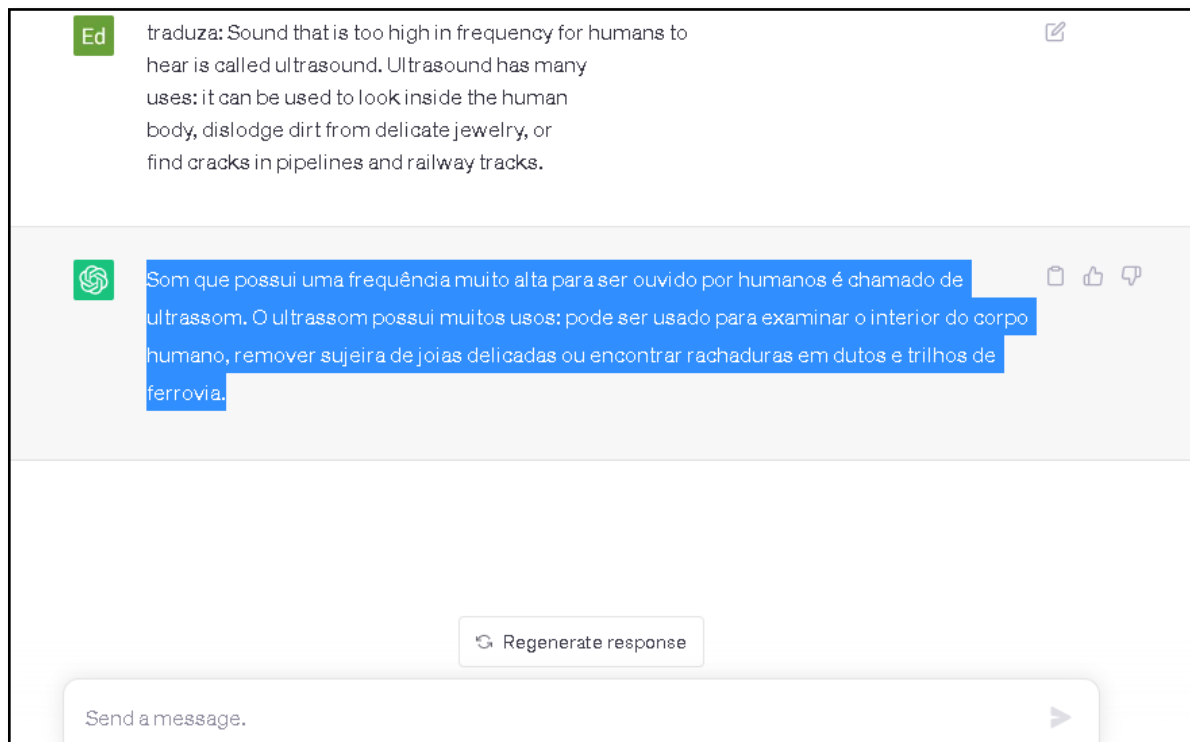 Ed
traduza: Sound that is too high in frequency for humans to
hear is called ultrasound. Ultrasound has many
uses: it can be used to look inside the human
body, dislodge dirt from delicate jewelry, or
find cracks in pipelines and railway tracks.
Som que possui uma frequência muito alta para ser ouvido por humanos é chamado de
ultrassom. O ultrassom possui muitos usos: pode ser usado para examinar o interior do corpo
humano, remover sujeira de joias delicadas ou encontrar rachaduras em dutos e trilhos de
ferrovia.
Regenerate response
Send a message.